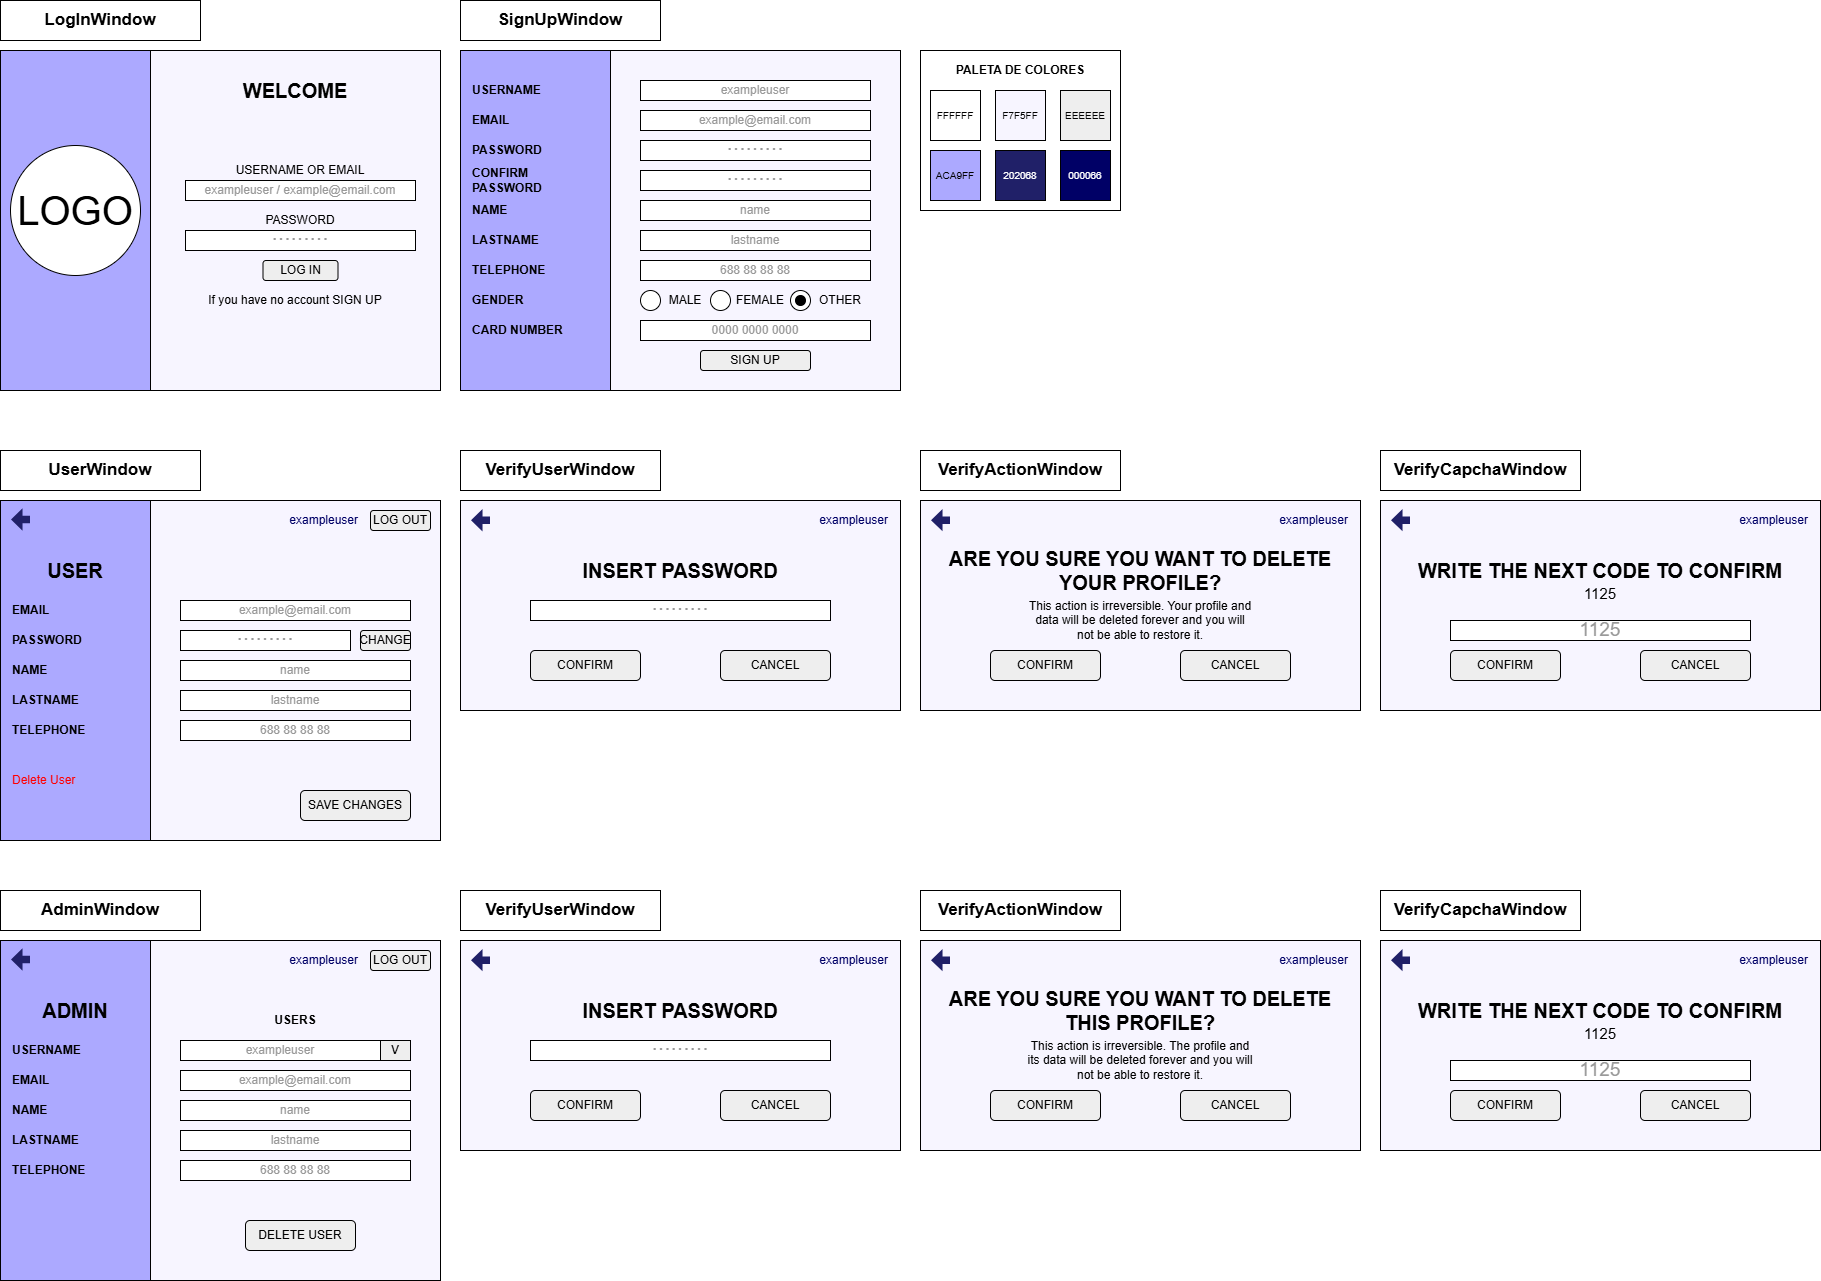 LogInWindow
WELCOME
LOGO
USERNAME OR EMAIL
exampleuser / example@email.com
PASSWORD
* * * * * * * * *
LOG IN
If you have no account SIGN UP
SignUpWindow
USERNAME
exampleuser
EMAIL
example@email.com
PASSWORD
* * * * * * * * *
CONFIRM
PASSWORD
* * * * * * * * *
NAME
name
LASTNAME
lastname
TELEPHONE
688 88 88 88
GENDER
MALE FEMALE OTHER
CARD NUMBER
0000 0000 0000
SIGN UP
PALETA DE COLORES
FFFFFF F7F5FF EEEEEE
ACA9FF 202068 000066
UserWindow
exampleuser LOG OUT
USER
EMAIL
example@email.com
PASSWORD
* * * * * * * * *
CHANGE
NAME
name
LASTNAME
lastname
TELEPHONE
688 88 88 88
Delete User
SAVE CHANGES
VerifyUserWindow
exampleuser
INSERT PASSWORD
* * * * * * * * *
CONFIRM CANCEL
VerifyActionWindow
exampleuser
ARE YOU SURE YOU WANT TO DELETE
YOUR PROFILE?
This action is irreversible. Your profile and
data will be deleted forever and you will
not be able to restore it.
CONFIRM CANCEL
VerifyCapchaWindow
exampleuser
WRITE THE NEXT CODE TO CONFIRM
1125
1125
CONFIRM CANCEL
AdminWindow
exampleuser LOG OUT
ADMIN
USERS
USERNAME
exampleuser V
EMAIL
example@email.com
NAME
name
LASTNAME
lastname
TELEPHONE
688 88 88 88
DELETE USER
VerifyUserWindow
exampleuser
INSERT PASSWORD
* * * * * * * * *
CONFIRM CANCEL
VerifyActionWindow
exampleuser
ARE YOU SURE YOU WANT TO DELETE
THIS PROFILE?
This action is irreversible. The profile and
its data will be deleted forever and you will
not be able to restore it.
CONFIRM CANCEL
VerifyCapchaWindow
exampleuser
WRITE THE NEXT CODE TO CONFIRM
1125
1125
CONFIRM CANCEL